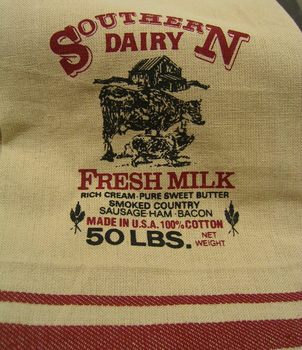 SOUTHERN
DAIRY
FRESH MILK
RICH CREAM·PURE SWEET BUTTER
SMOKED COUNTRY
SAUSAGE·HAM·BACON
MADE IN U.S.A. 100% COTTON
50 LBS. NET WEIGHT